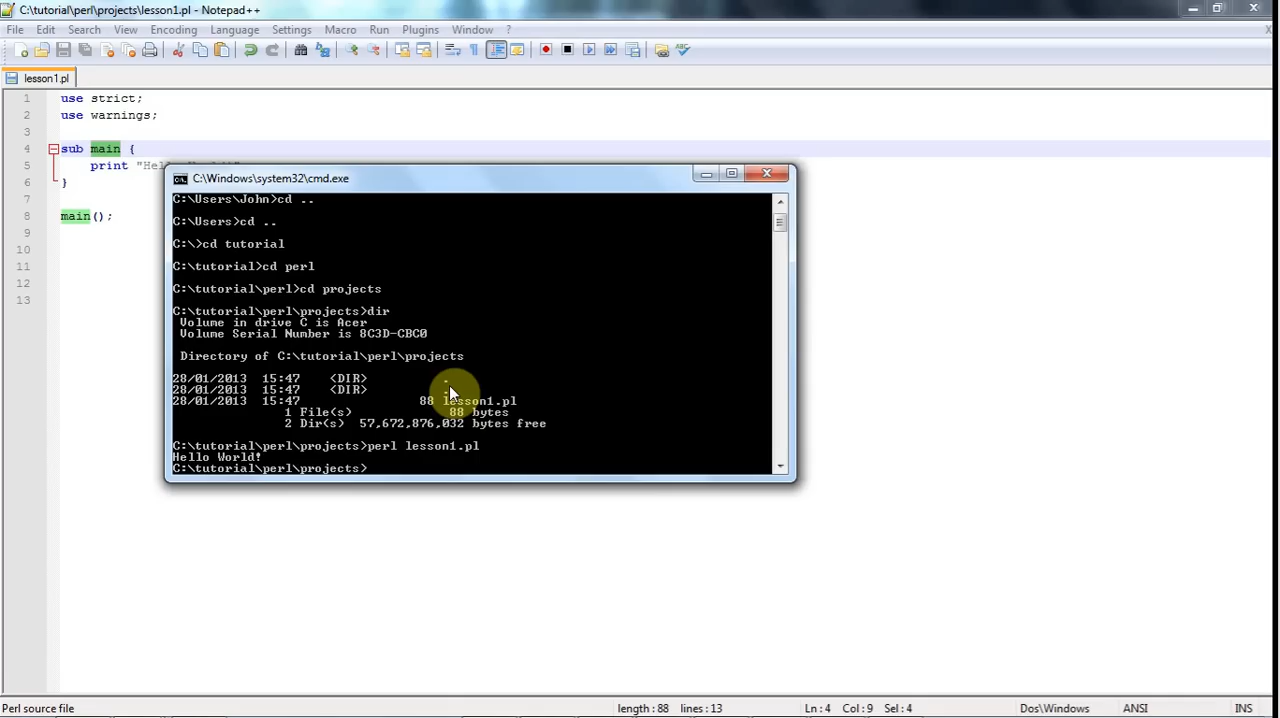 C:\tutorial\perl\projects\lesson1.pl - Notepad++
File Edit Search View Encoding Language Settings Macro Run Plugins Window ? X
lesson1.pl
1 use strict;
2 use warnings;
3
4 sub main {
5 print
6 }
7
8 main();
9
10
11
12
13
C:\Windows\system32\cmd.exe
C:\Users\John>cd ..
C:\Users>cd ..
C:\>cd tutorial
C:\tutorial>cd perl
C:\tutorial\perl>cd projects
C:\tutorial\perl\projects>dir
Volume in drive C is Acer
Volume Serial Number is 8C3D-CBC0
Directory of C:\tutorial\perl\projects
28/01/2013 15:47 <DIR> .
28/01/2013 15:47 <DIR>
28/01/2013 15:47 88 lesson1.pl
1 File(s) 88 bytes
2 Dir(s) 57,672,876,032 bytes free
C:\tutorial\perl\projects>perl lesson1.pl
Hello World!
C:\tutorial\perl\projects>
Perl source file length : 88 lines : 13 Ln : 4 Col : 9 Sel : 4 Dos\Windows ANSI INS